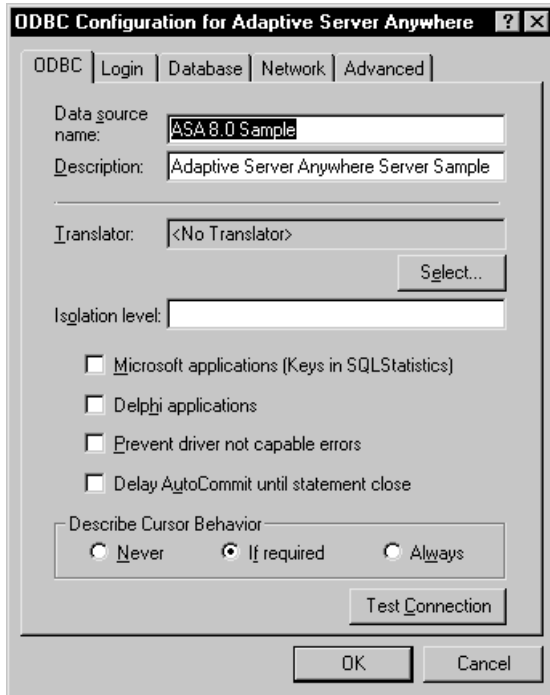 ODBC Configuration for Adaptive Server Anywhere
ODBC Login Database Network Advanced
Data source
name: ASA 8.0 Sample
Description: Adaptive Server Anywhere Server Sample
Translator: <No Translator>
Select...
Isolation level:
Microsoft applications (Keys in SQLStatistics)
Delphi applications
Prevent driver not capable errors
Delay AutoCommit until statement close
Describe Cursor Behavior
Never If required Always
Test Connection
OK Cancel